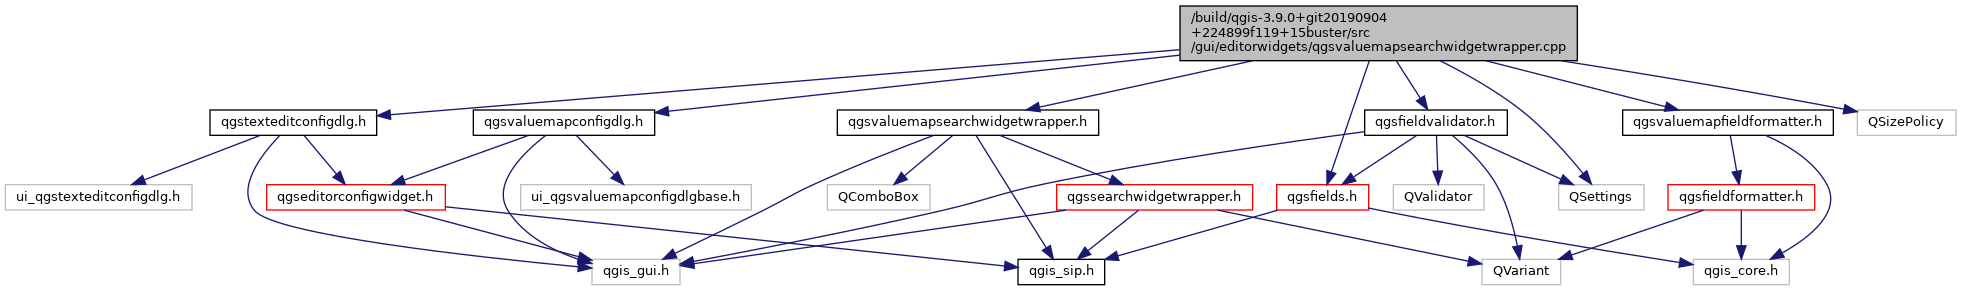 /build/qgis-3.9.0+git20190904
+224899f119+15buster/src
/gui/editorwidgets/qgsvaluemapsearchwidgetwrapper.cpp
qgstexteditconfigdlg.h
qgsvaluemapconfigdlg.h
qgsvaluemapsearchwidgetwrapper.h
qgsfieldvalidator.h
qgsvaluemapfieldformatter.h
QSizePolicy
ui_qgstexteditconfigdlg.h
qgseditorconfigwidget.h
ui_qgsvaluemapconfigdlgbase.h
QComboBox
qgssearchwidgetwrapper.h
qgsfields.h
QValidator
QSettings
qgsfieldformatter.h
qgis_gui.h
qgis_sip.h
QVariant
qgis_core.h